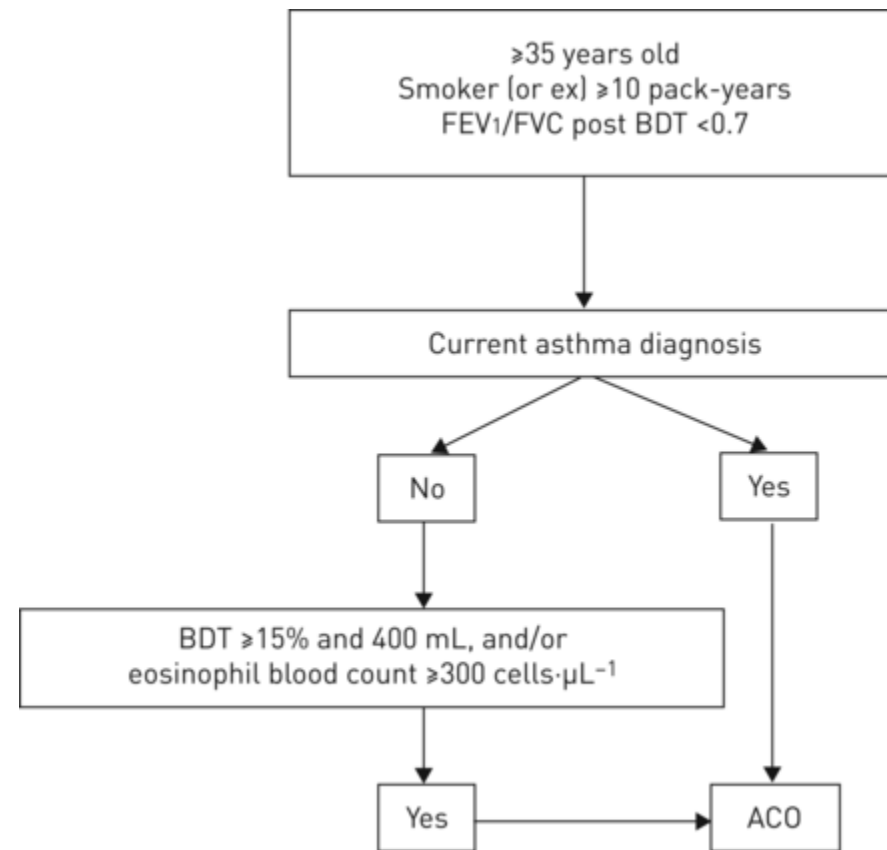 ≥35 years old
Smoker (or ex) ≥10 pack-years
FEV₁/FVC post BDT <0.7
Current asthma diagnosis
No
Yes
BDT ≥15% and 400 mL, and/or
eosinophil blood count ≥300 cells·µL⁻¹
Yes
ACO